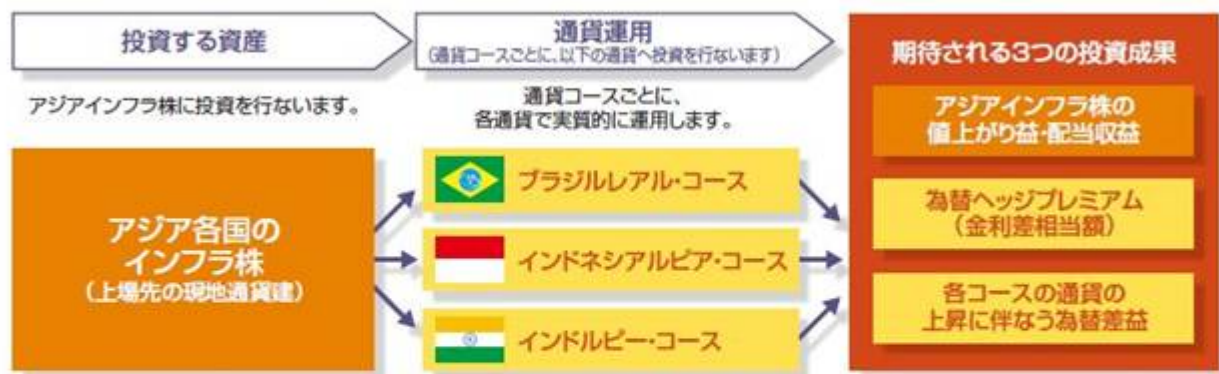 投資する資産
アジアインフラ株に投資を行ないます。
アジア各国の
インフラ株
(上場先の現地通貨建)
通貨運用
(通貨コースごとに、以下の通貨へ投資を行ないます)
通貨コースごとに、
各通貨で実質的に運用します。
ブラジルレアル・コース
インドネシアルピア・コース
インドルピー・コース
期待される3つの投資成果
アジアインフラ株の
値上がり益・配当収益
為替ヘッジプレミアム
(金利差相当額)
各コースの通貨の
上昇に伴なう為替差益